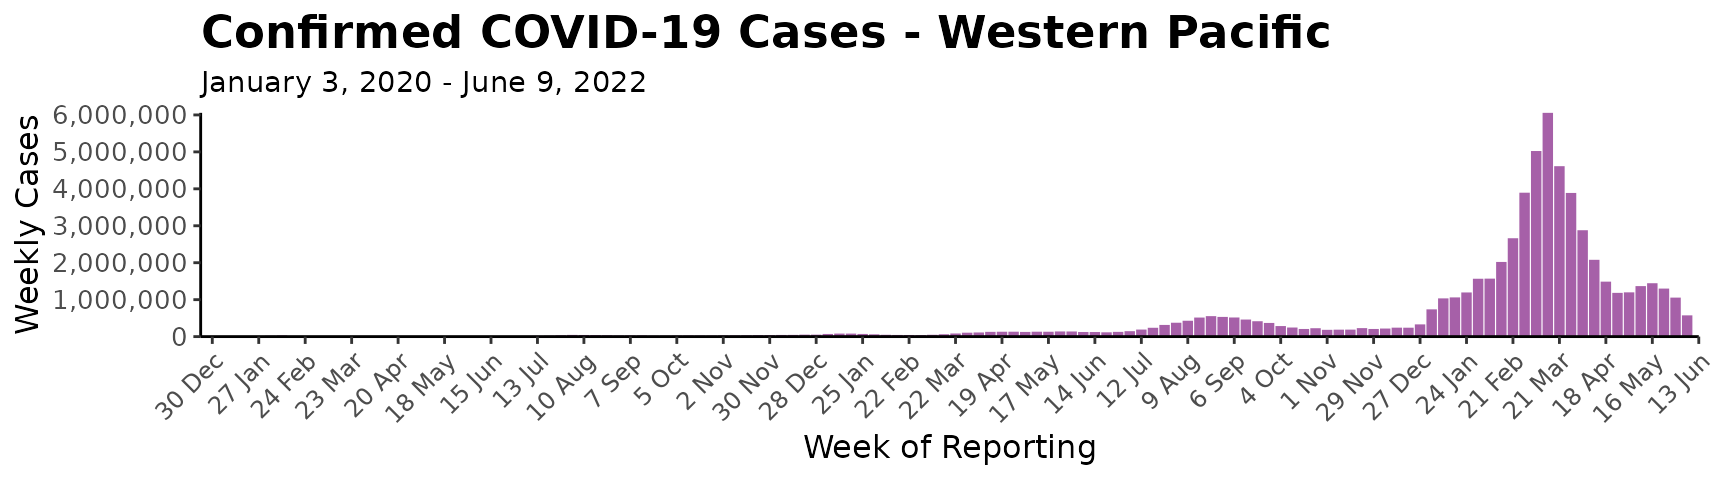 Confirmed COVID-19 Cases - Western Pacific
January 3, 2020 - June 9, 2022
Weekly Cases
6,000,000
5,000,000
4,000,000
3,000,000
2,000,000
1,000,000
0
30 Dec
27 Jan
24 Feb
23 Mar
20 Apr
18 May
15 Jun
13 Jul
10 Aug
7 Sep
5 Oct
2 Nov
30 Nov
28 Dec
25 Jan
22 Feb
22 Mar
19 Apr
17 May
14 Jun
12 Jul
9 Aug
6 Sep
4 Oct
1 Nov
29 Nov
27 Dec
24 Jan
21 Feb
21 Mar
18 Apr
16 May
13 Jun
Week of Reporting